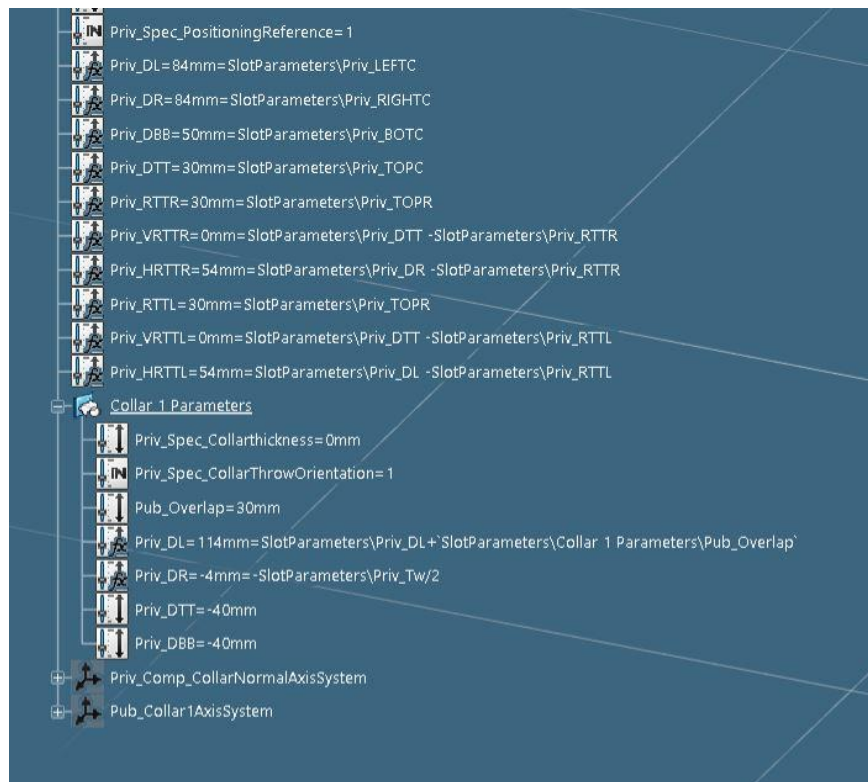 Priv_Spec_PositioningReference=1
Priv_DL=84mm=SlotParameters\Priv_LEFTC
Priv_DR=84mm=SlotParameters\Priv_RIGHTC
Priv_DBB=50mm=SlotParameters\Priv_BOTC
Priv_DTT=30mm=SlotParameters\Priv_TOPC
Priv_RTTR=30mm=SlotParameters\Priv_TOPR
Priv_VRTTR=0mm=SlotParameters\Priv_DTT -SlotParameters\Priv_RTTR
Priv_HRTTR=54mm=SlotParameters\Priv_DR -SlotParameters\Priv_RTTR
Priv_RTTL=30mm=SlotParameters\Priv_TOPR
Priv_VRTTL=0mm=SlotParameters\Priv_DTT -SlotParameters\Priv_RTTL
Priv_HRTTL=54mm=SlotParameters\Priv_DL -SlotParameters\Priv_RTTL
Collar 1 Parameters
Priv_Spec_Collarthickness=0mm
Priv_Spec_CollarThrowOrientation=1
Pub_Overlap=30mm
Priv_DL=114mm=SlotParameters\Priv_DL+`SlotParameters\Collar 1 Parameters\Pub_Overlap`
Priv_DR=-4mm=-SlotParameters\Priv_Tw/2
Priv_DTT=-40mm
Priv_DBB=-40mm
Priv_Comp_CollarNormalAxisSystem
Pub_Collar1AxisSystem